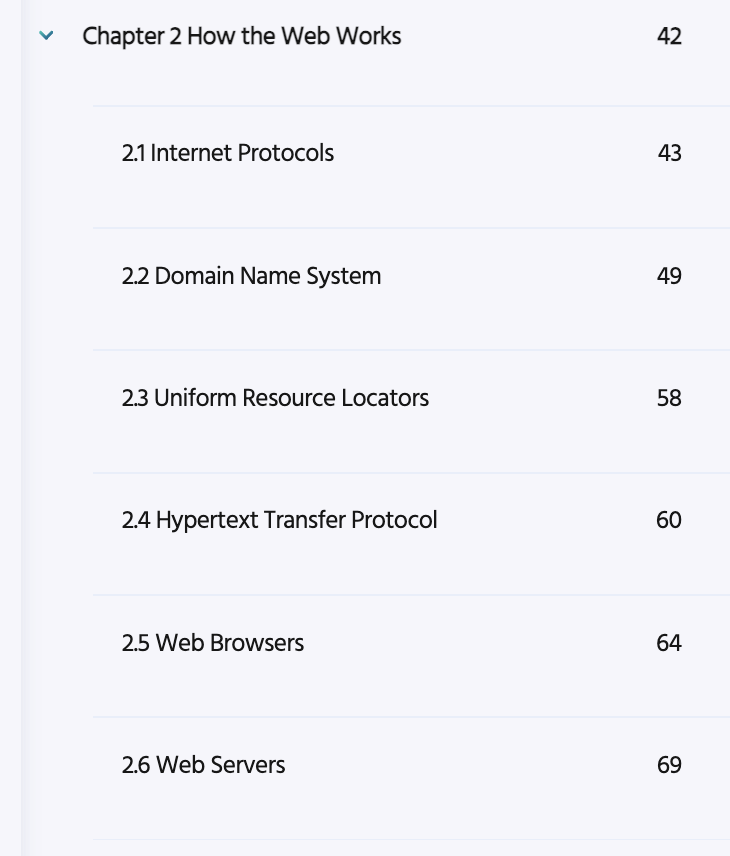 Chapter 2 How the Web Works 42
2.1 Internet Protocols 43
2.2 Domain Name System 49
2.3 Uniform Resource Locators 58
2.4 Hypertext Transfer Protocol 60
2.5 Web Browsers 64
2.6 Web Servers 69